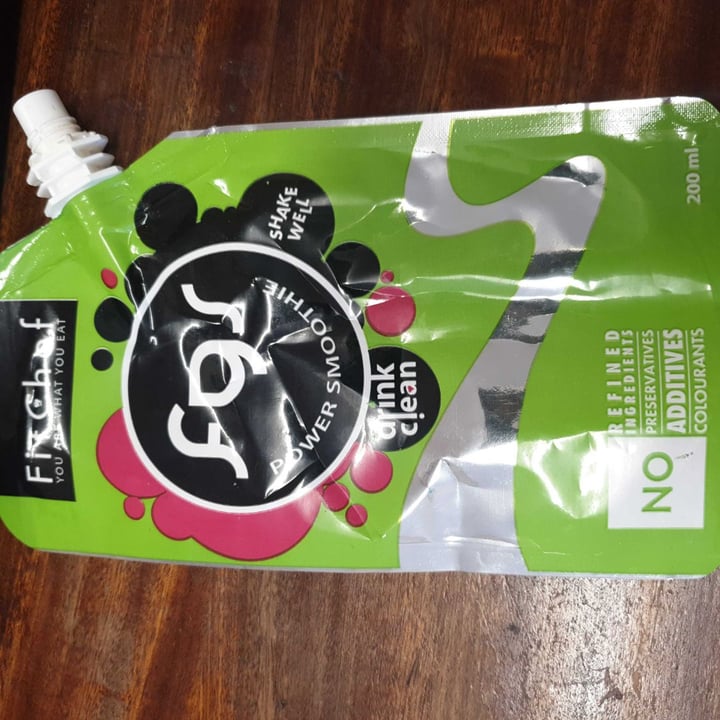 FitChef
YOU ARE WHAT YOU EAT
SHAKE
WELL
fgs
POWER SMOOTHIE
drink
clean
NO
REFINED
INGREDIENTS
PRESERVATIVES
ADDITIVES
COLOURANTS
200 ml